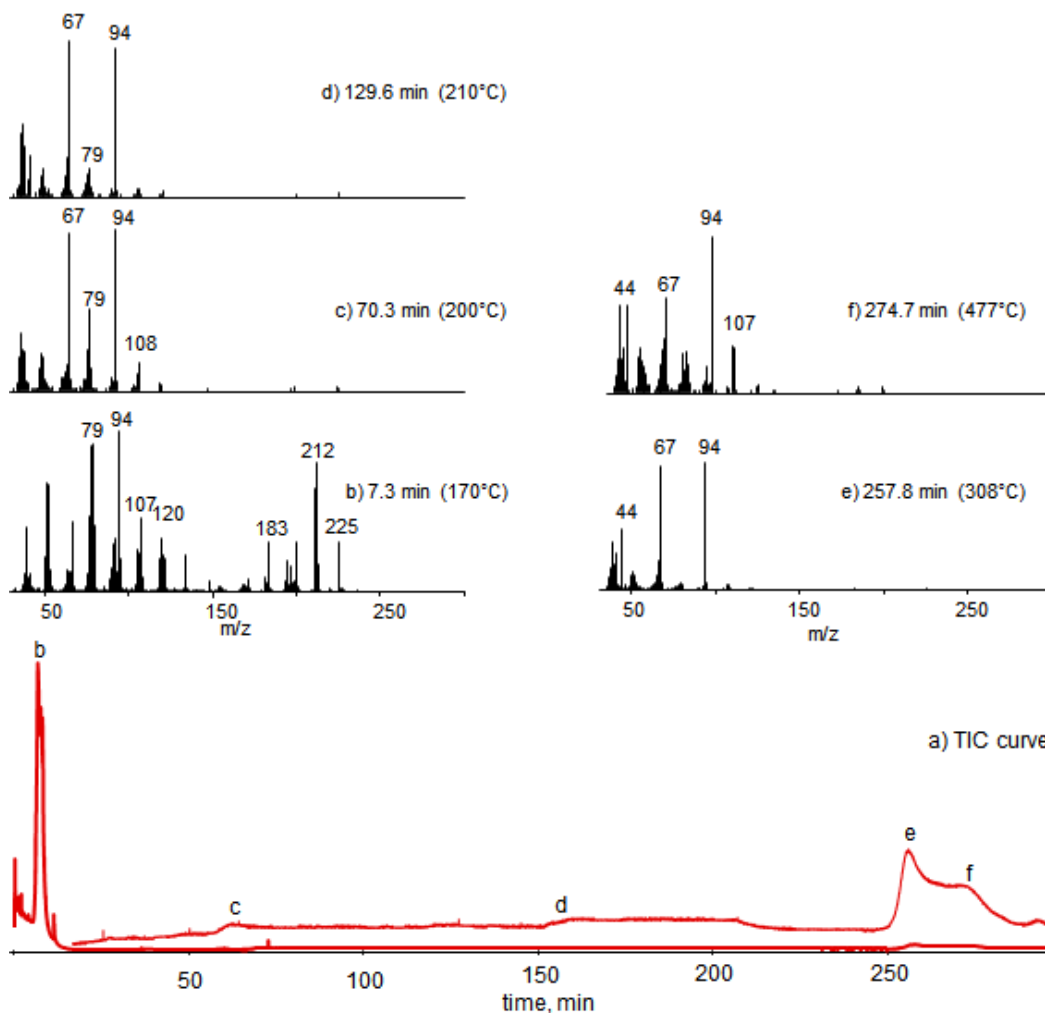 67
94
d) 129.6 min (210°C)
79
67
94
79
c) 70.3 min (200°C)
108
94
44
67
f) 274.7 min (477°C)
107
79
94
212
b) 7.3 min (170°C)
107
120
183
225
67
94
e) 257.8 min (308°C)
44
50
150
250
m/z
50
150
250
m/z
b
a) TIC curve
e
f
c
d
50
100
150
200
250
time, min